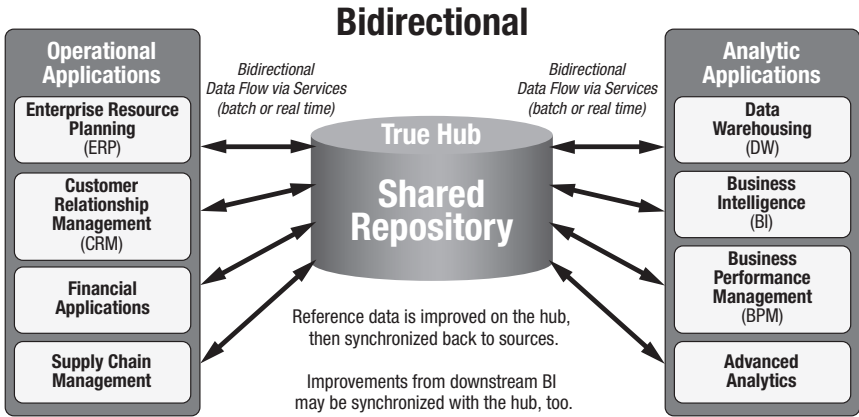 Bidirectional
Operational
Applications
Enterprise Resource
Planning
(ERP)
Customer
Relationship
Management
(CRM)
Financial
Applications
Supply Chain
Management
Bidirectional
Data Flow via Services
(batch or real time)
True Hub
Shared
Repository
Reference data is improved on the hub,
then synchronized back to sources.
Improvements from downstream BI
may be synchronized with the hub, too.
Bidirectional
Data Flow via Services
(batch or real time)
Analytic
Applications
Data
Warehousing
(DW)
Business
Intelligence
(BI)
Business
Performance
Management
(BPM)
Advanced
Analytics